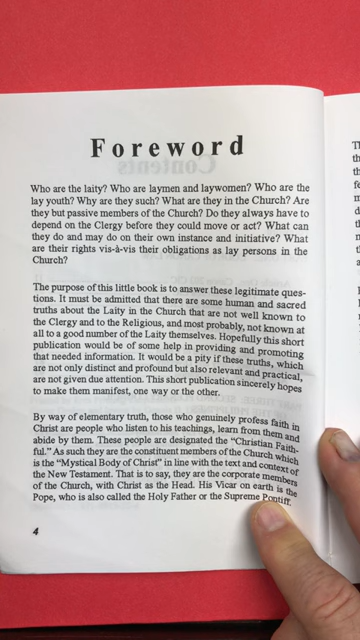 Foreword
Who are the laity? Who are laymen and laywomen? Who are the
lay youth? Why are they such? What are they in the Church? Are
they but passive members of the Church? Do they always have to
depend on the Clergy before they could move or act? What can
they do and may do on their own instance and initiative? What
are their rights vis-à-vis their obligations as lay persons in the
Church?
The purpose of this little book is to answer these legitimate ques-
tions. It must be admitted that there are some human and sacred
truths about the Laity in the Church that are not well known to
the Clergy and to the Religious, and most probably, not known at
all to a good number of the Laity themselves. Hopefully this short
publication would be of some help in providing and promoting
that needed information. It would be a pity if these truths, which
are not only distinct and profound but also relevant and practical,
are not given due attention. This short publication sincerely hopes
to make them manifest, one way or the other.
By way of elementary truth, those who genuinely profess faith in
Christ are people who listen to his teachings, learn from them and
abide by them. These people are designated the “Christian Faith-
ful.” As such they are the constituent members of the Church which
is the “Mystical Body of Christ” in line with the text and context of
the New Testament. That is to say, they are the corporate members
of the Church, with Christ as the Head. His Vicar on earth is the
Pope, who is also called the Holy Father or the Supreme Pontiff.
4